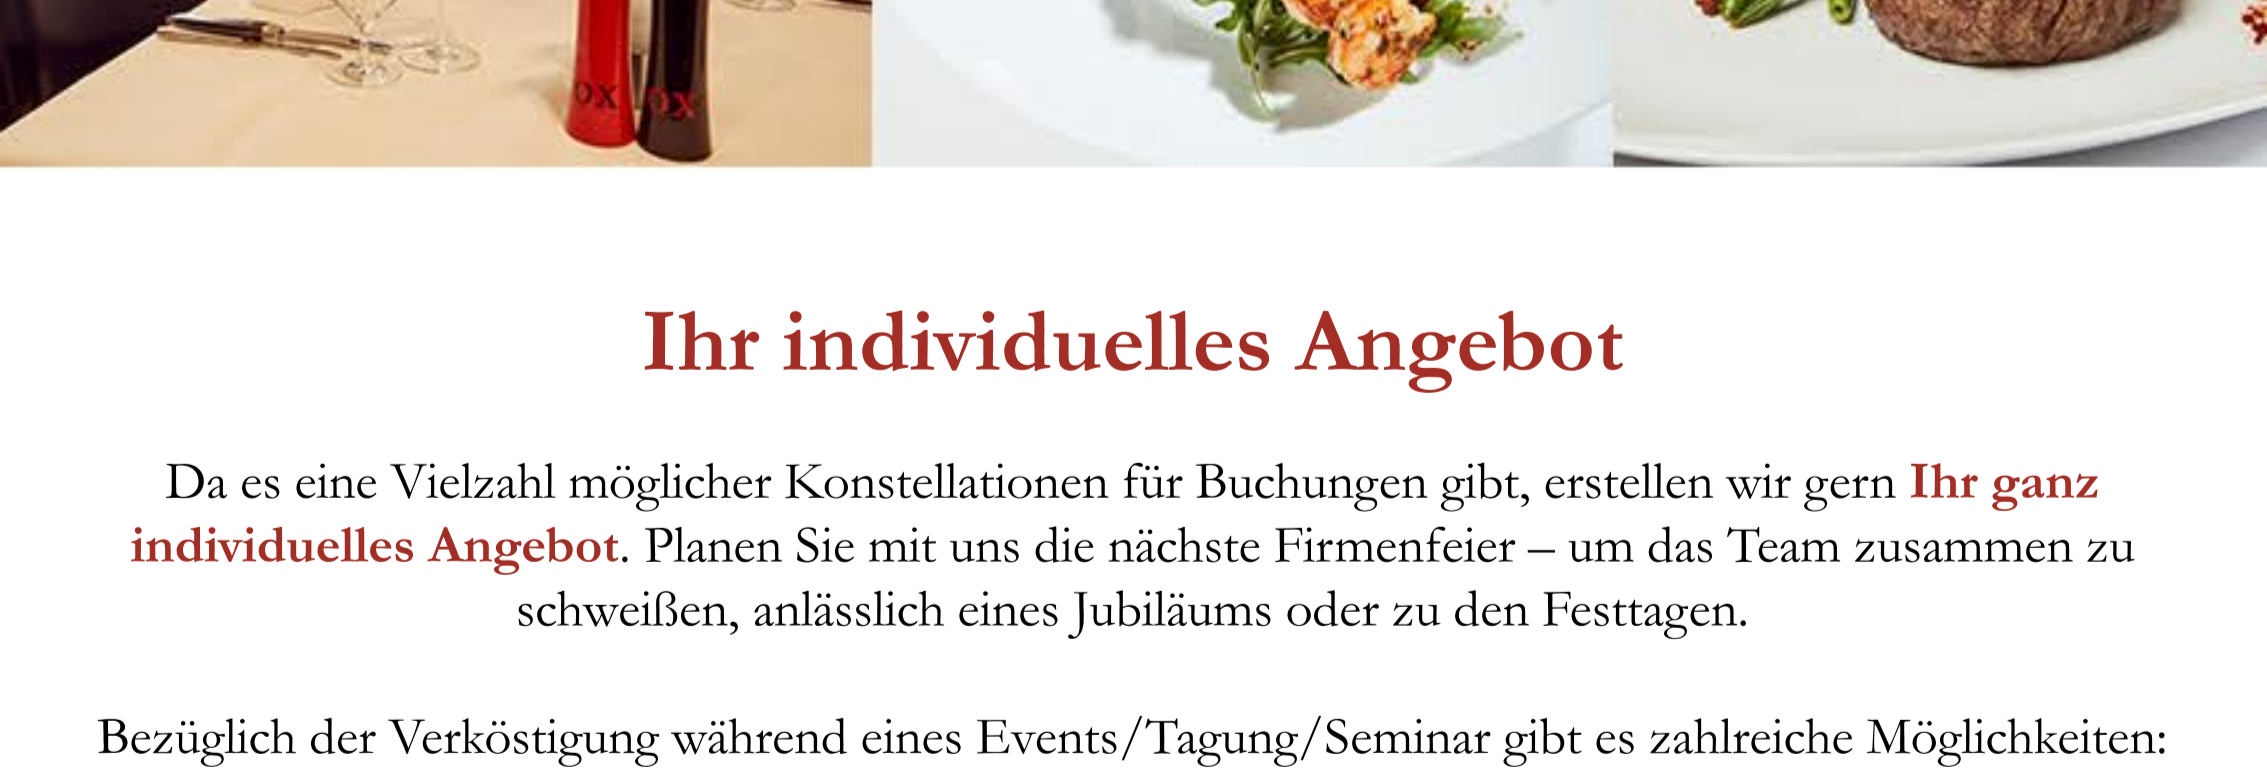 OX OX
Ihr individuelles Angebot
Da es eine Vielzahl möglicher Konstellationen für Buchungen gibt, erstellen wir gern Ihr ganz
individuelles Angebot. Planen Sie mit uns die nächste Firmenfeier – um das Team zusammen zu
schweißen, anlässlich eines Jubiläums oder zu den Festtagen.
Bezüglich der Verköstigung während eines Events/Tagung/Seminar gibt es zahlreiche Möglichkeiten: